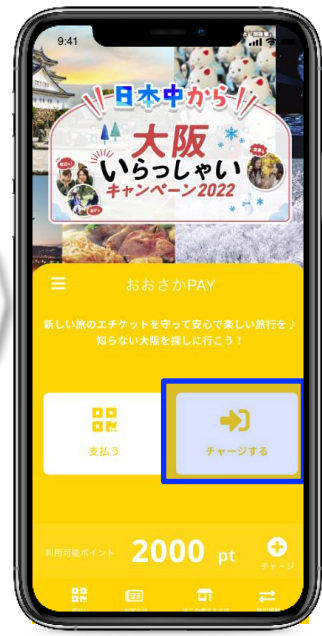 9:41
日本中から
大阪
いらっしゃい
キャンペーン2022
おおさかPAY
新しい旅のエチケットを守って安心で楽しい旅行を♪
知らない大阪を探しに行こう！
支払う
チャージする
利用可能ポイント 2000 pt
チャージ